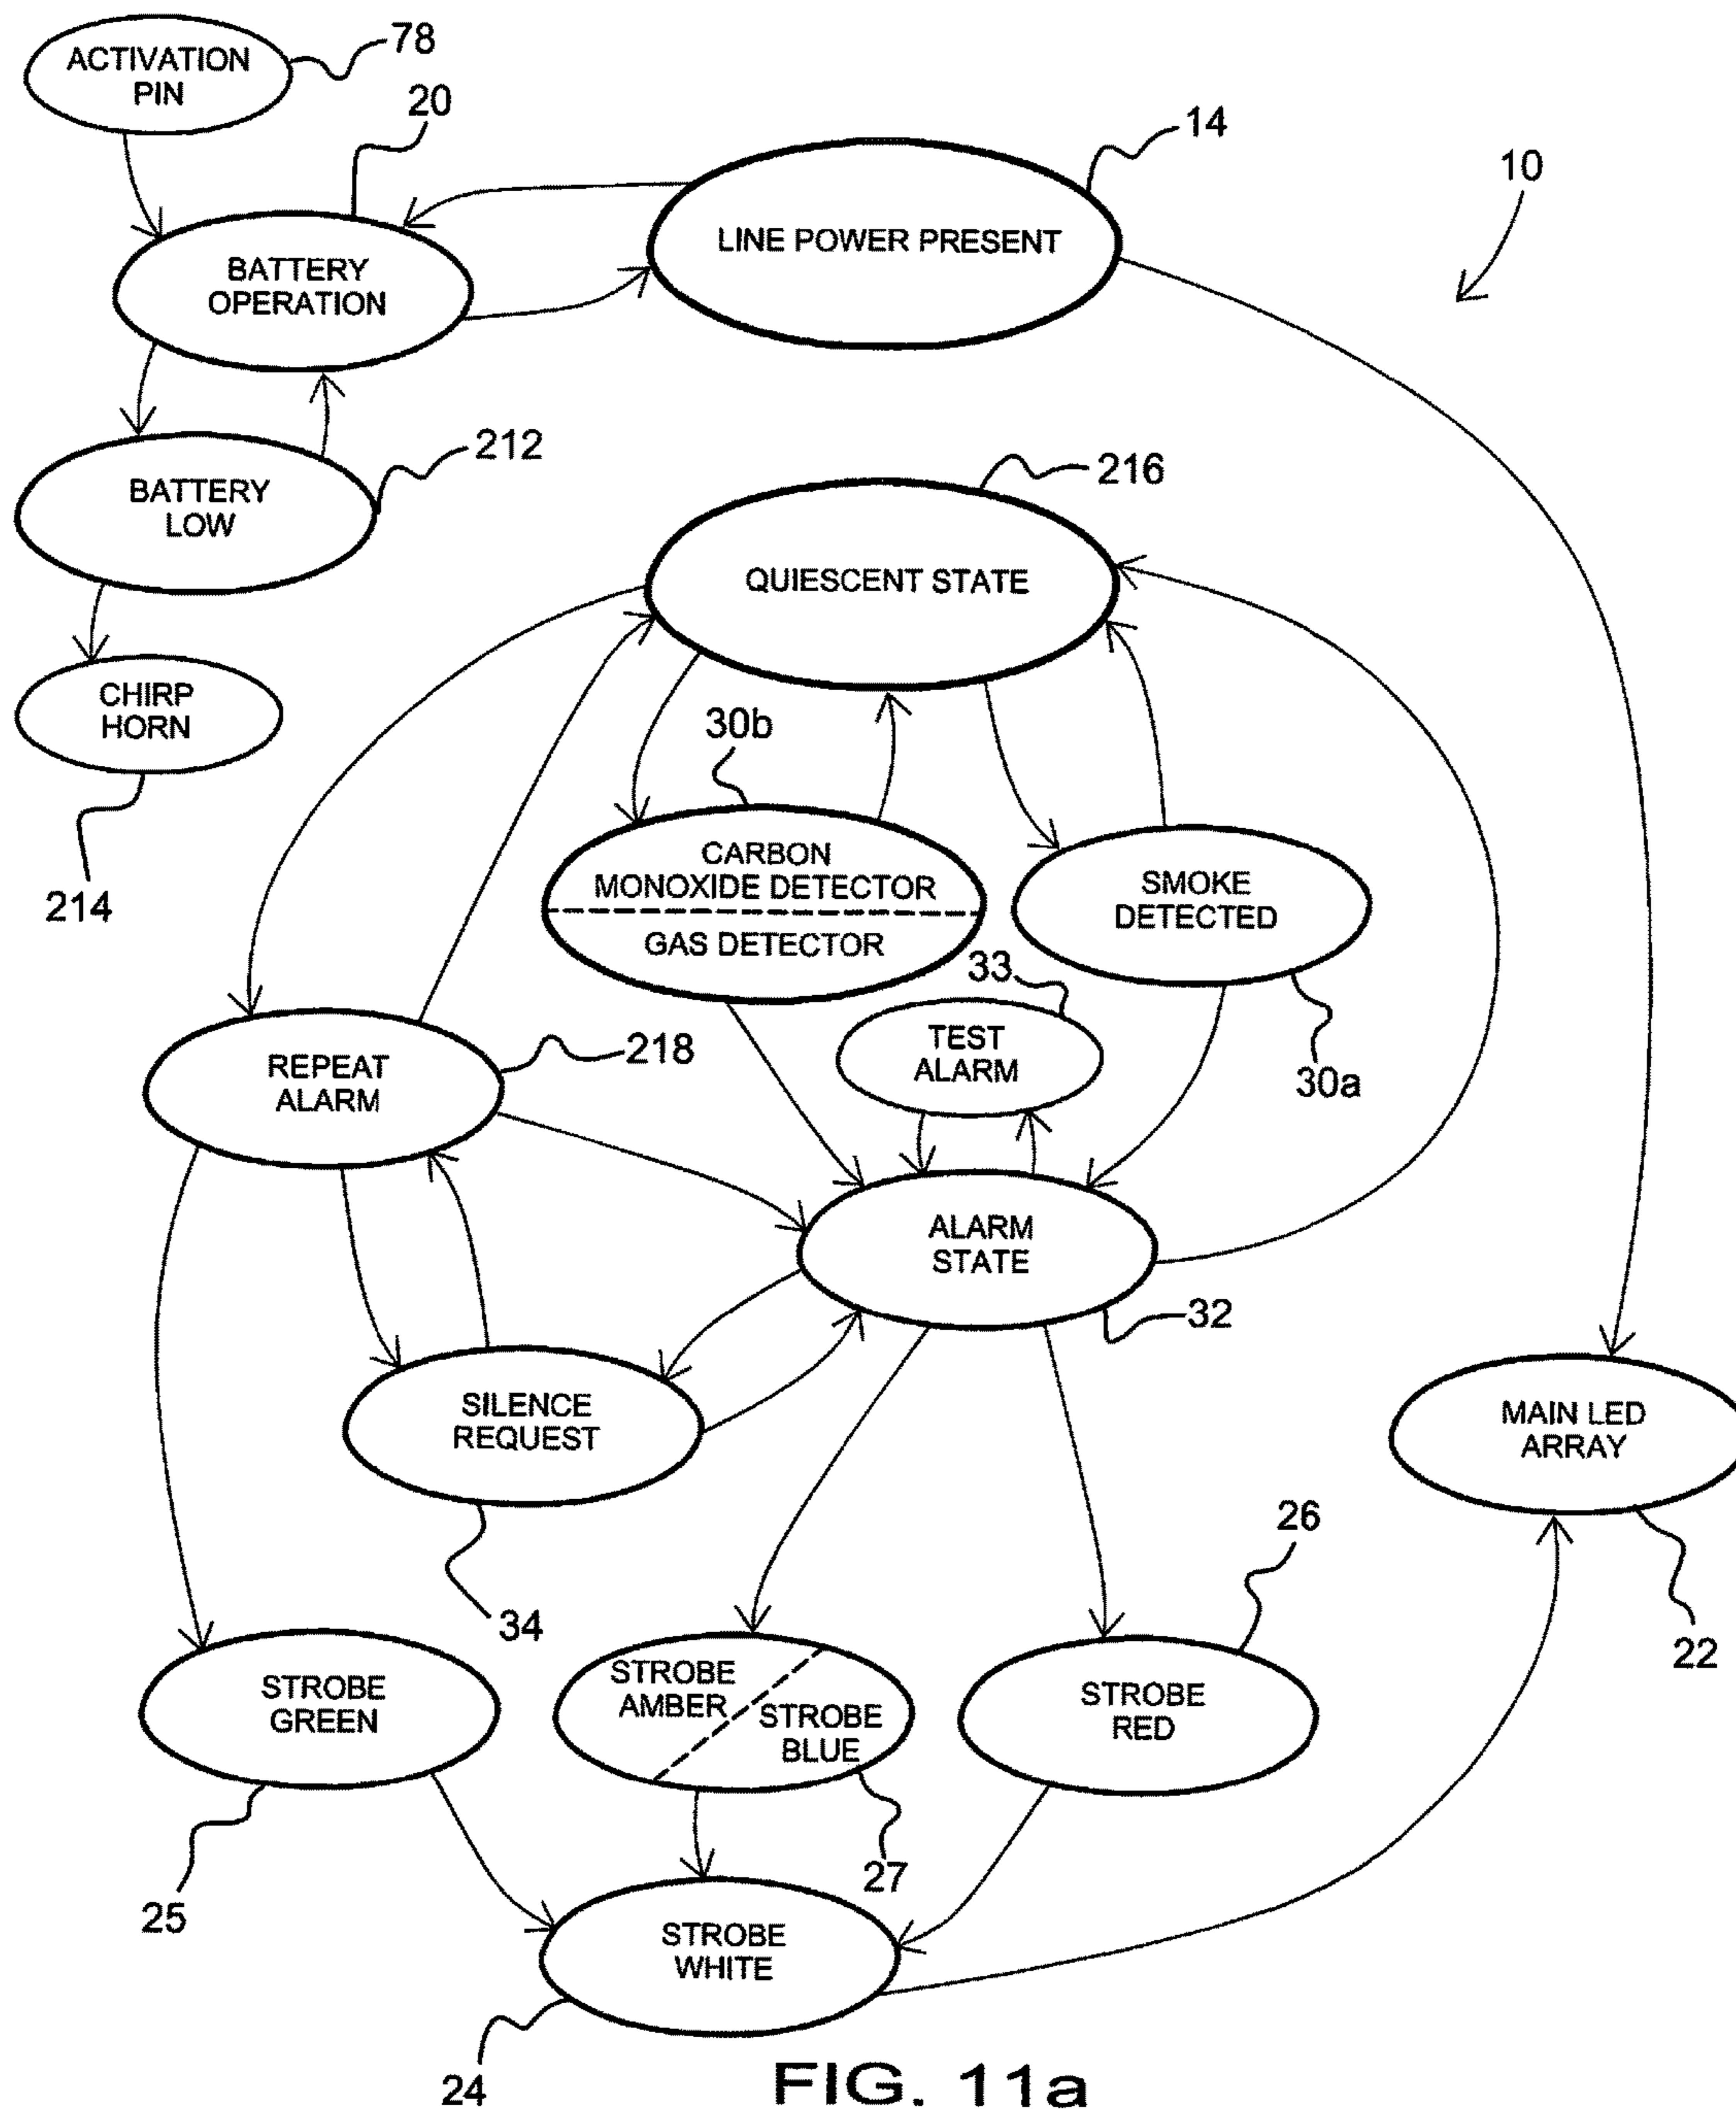 ACTIVATION
PIN
78
20
14
10
LINE POWER PRESENT
BATTERY
OPERATION
212
BATTERY
LOW
216
QUIESCENT STATE
CHIRP
HORN
214
30b
CARBON
MONOXIDE DETECTOR
GAS DETECTOR
SMOKE
DETECTED
33
30a
TEST
ALARM
REPEAT
ALARM
218
ALARM
STATE
32
SILENCE
REQUEST
34
MAIN LED
ARRAY
22
26
STROBE
GREEN
25
STROBE
AMBER
STROBE
BLUE
27
STROBE
RED
STROBE
WHITE
24
FIG. 11a